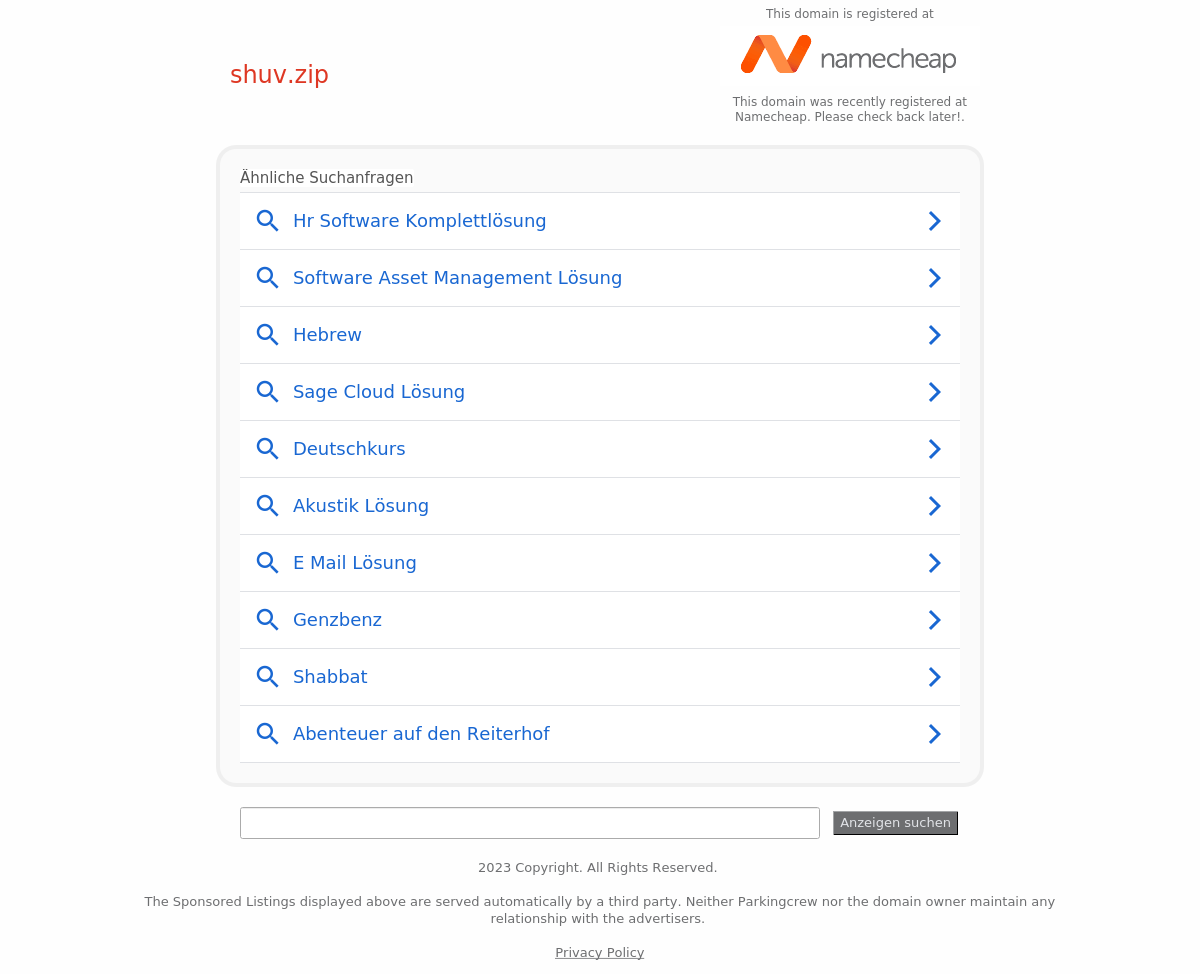 This domain is registered at
namecheap
shuv.zip
This domain was recently registered at
Namecheap. Please check back later!.
Ähnliche Suchanfragen
Hr Software Komplettlösung
Software Asset Management Lösung
Hebrew
Sage Cloud Lösung
Deutschkurs
Akustik Lösung
E Mail Lösung
Genzbenz
Shabbat
Abenteuer auf den Reiterhof
Anzeigen suchen
2023 Copyright. All Rights Reserved.
The Sponsored Listings displayed above are served automatically by a third party. Neither Parkingcrew nor the domain owner maintain any
relationship with the advertisers.
Privacy Policy